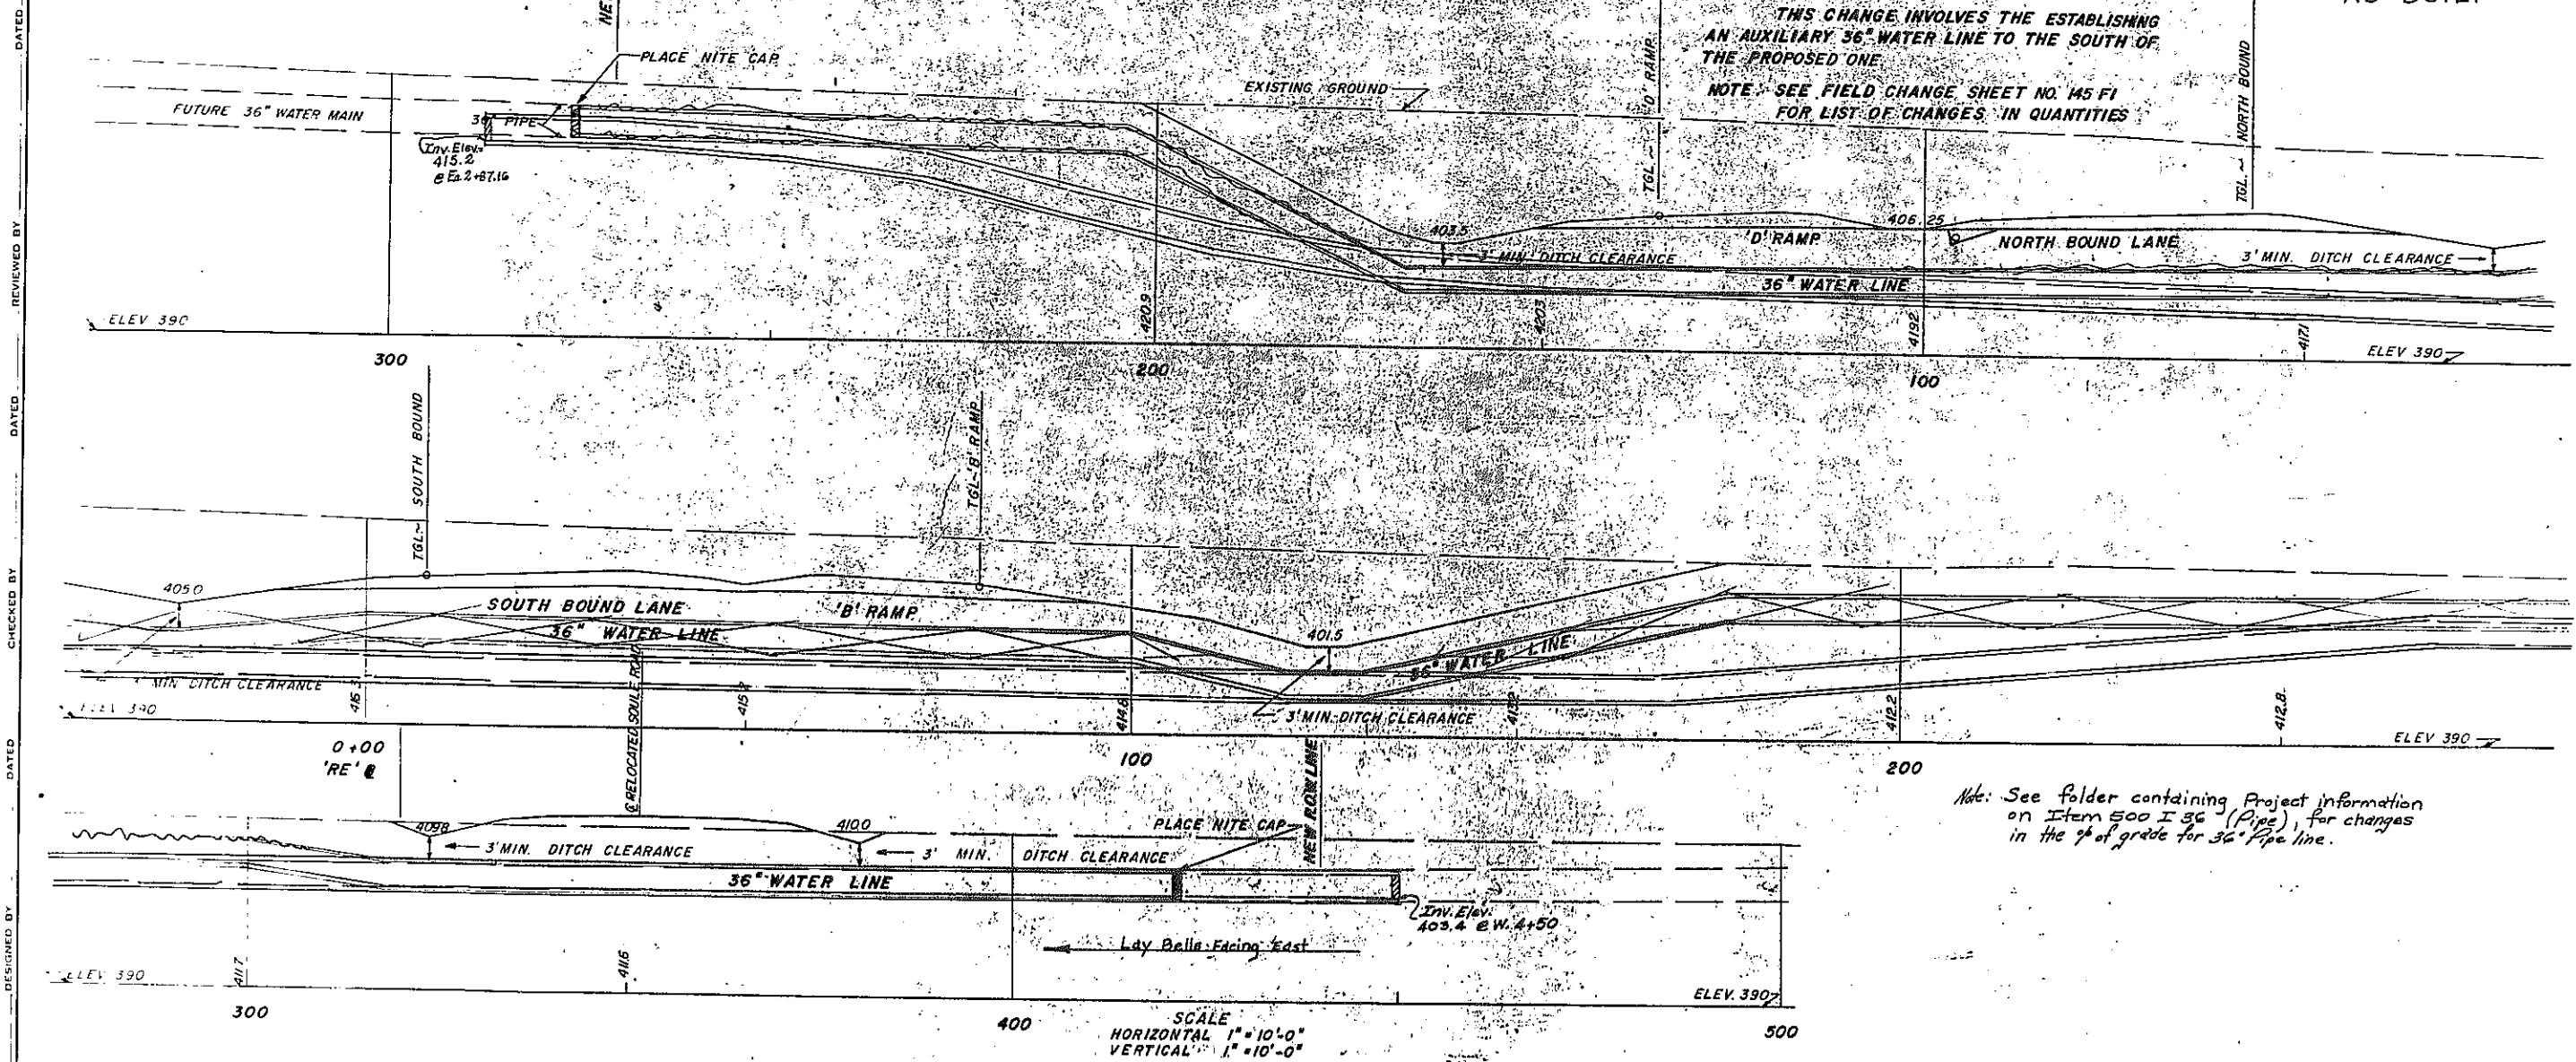 THIS CHANGE INVOLVES THE ESTABLISHING
AN AUXILIARY 36" WATER LINE TO THE SOUTH OF
THE PROPOSED ONE
NOTE: SEE FIELD CHANGE SHEET NO. 145 F1
FOR LIST OF CHANGES IN QUANTITIES
PLACE NITE CAP
EXISTING GROUND
TGL ~ 'D' RAMP
TGL. ~ NORTH BOUND
FUTURE 36" WATER MAIN
36" PIPE
Inv. Elev.=
415.2
@ Ea. 2+87.16
403.5
'D' RAMP
406.25
NORTH BOUND LANE
3' MIN. DITCH CLEARANCE
3' MIN. DITCH CLEARANCE
36" WATER LINE
ELEV 390
420.9
420.3
419.2
417.1
ELEV 390
300
200
100
TGL ~ SOUTH BOUND
TGL-'B' RAMP
405.0
SOUTH BOUND LANE
'B' RAMP
36" WATER LINE
401.5
36" WATER LINE
MIN DITCH CLEARANCE
416.3
415.7
414.8
3' MIN. DITCH CLEARANCE
412.2
412.8
ELEV 390
ELEV 390
100
200
0+00
'RE' ℄
℄ RELOCATED SOULE ROAD
NEW R.O.W LINE
Note: See folder containing Project information
on Item 500 I 36 (Pipe), for changes
in the % of grade for 36" Pipe line.
409.8
410.0
PLACE NITE CAP
3' MIN. DITCH CLEARANCE
3' MIN. DITCH CLEARANCE
36" WATER LINE
Inv. Elev.
403.4 @ W. 4+50
Lay Bells Facing East
ELEV 390
411.7
411.6
ELEV. 390
300
400
500
SCALE
HORIZONTAL 1" = 10'-0"
VERTICAL 1" = 10'-0"
DESIGNED BY
DATED
CHECKED BY
DATED
REVIEWED BY
DATED